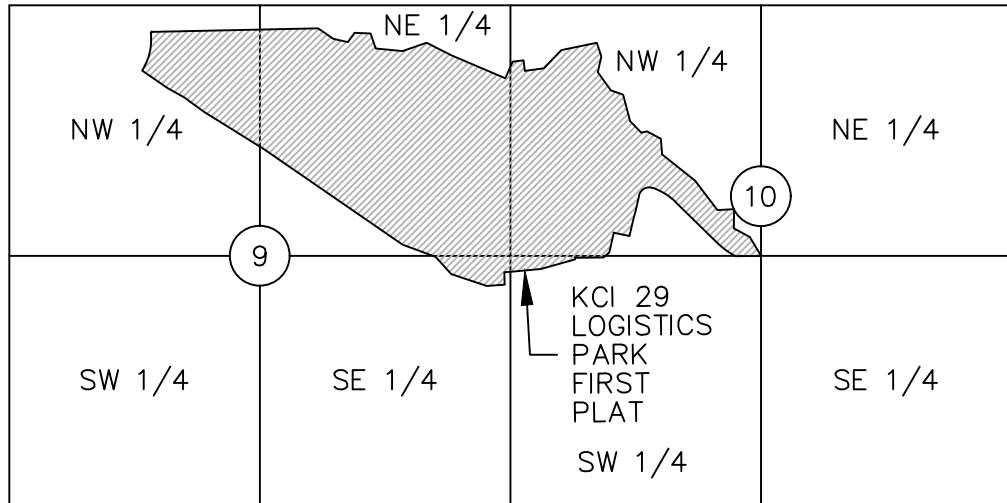 NE 1/4
NW 1/4
NW 1/4
NE 1/4
10
9
KCI 29
LOGISTICS
PARK
FIRST
PLAT
SW 1/4
SE 1/4
SE 1/4
SW 1/4